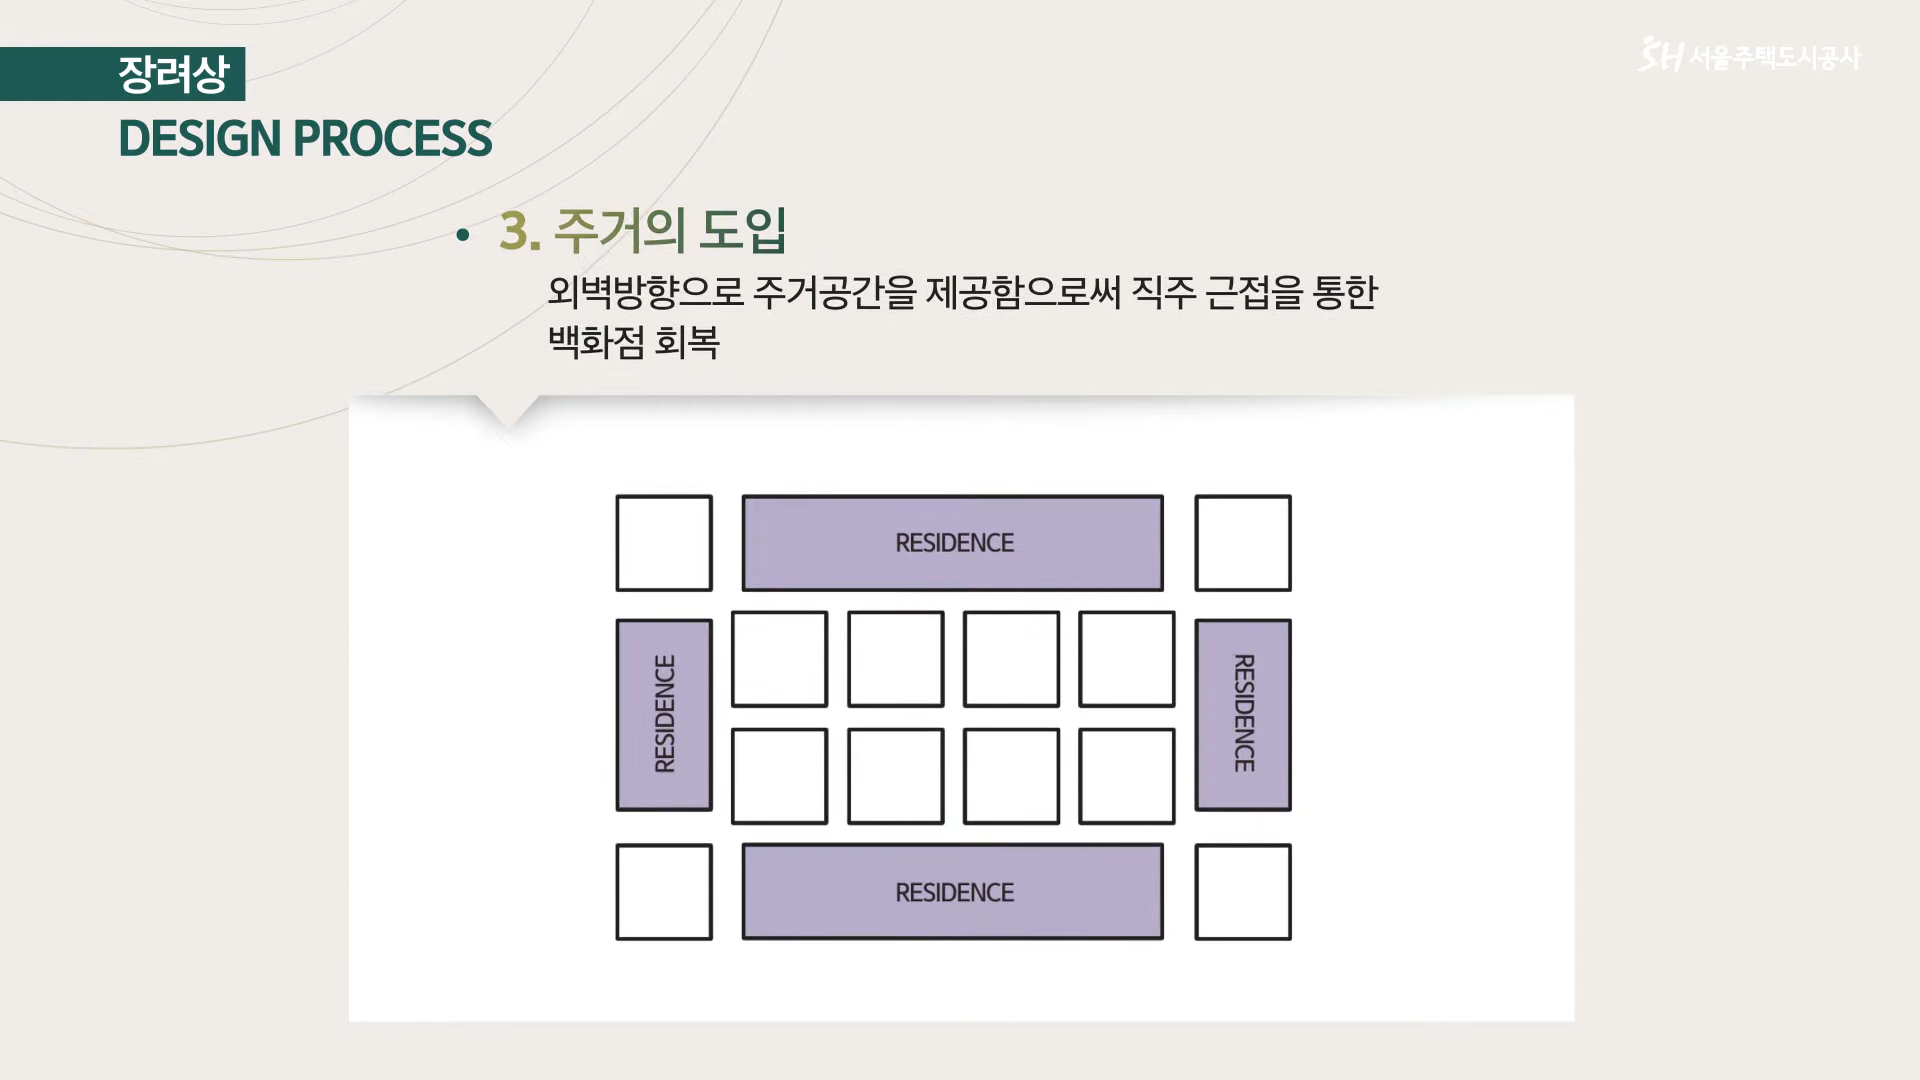 장려상
SH 서울주택도시공사
DESIGN PROCESS
• 3. 주거의 도입
외벽방향으로 주거공간을 제공함으로써 직주 근접을 통한
백화점 회복
RESIDENCE
RESIDENCE
RESIDENCE
RESIDENCE